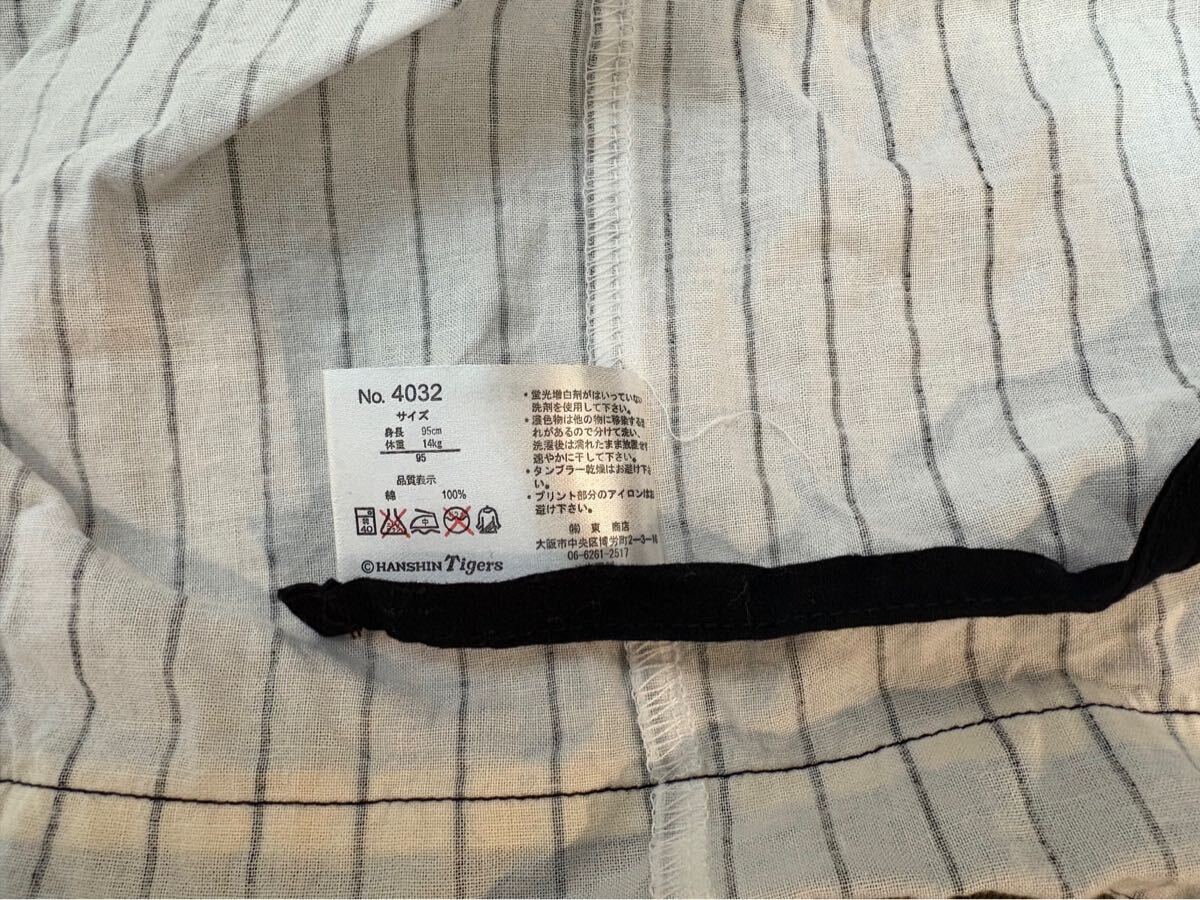 No. 4032
サイズ
身長 95cm
体重 14kg
95
品質表示
綿 100%
40
中
© HANSHIN Tigers
・蛍光増白剤がはいっていない
洗剤を使用して下さい。
・濃色物は他の物に移染するお
それがあるので分けて洗い、
洗濯後は濡れたまま放置せず
速やかに干して下さい。
・タンブラー乾燥はお避け下さ
い。
・プリント部分のアイロンはお
避け下さい。
㈱ 東 商店
大阪市中央区博労町2-3-
06-6261-2517